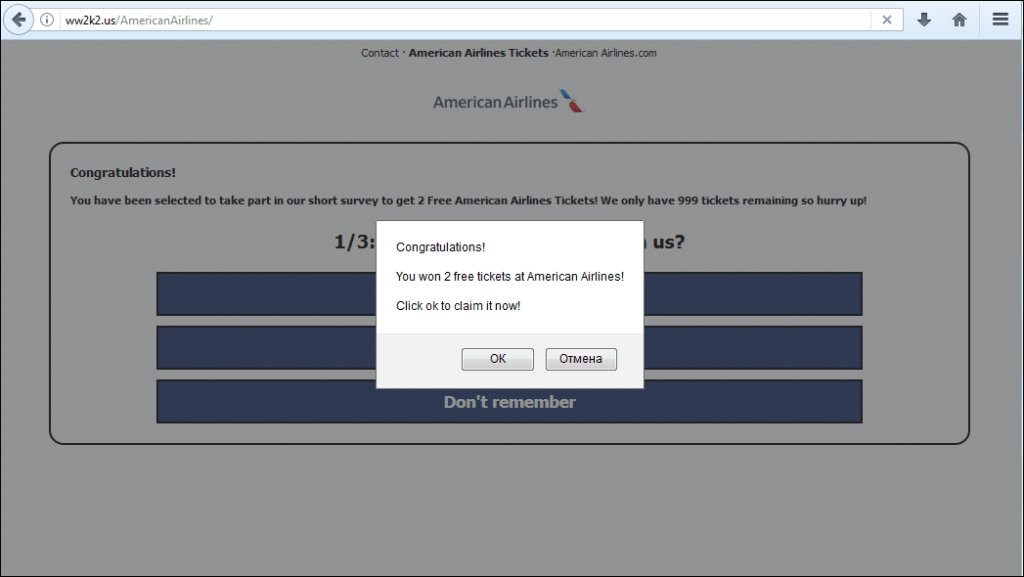 ww2k2.us/AmericanAirlines/
Contact · American Airlines Tickets ·American Airlines.com
American Airlines
Congratulations!
You have been selected to take part in our short survey to get 2 Free American Airlines Tickets! We only have 999 tickets remaining so hurry up!
1/3: us?
Congratulations!
You won 2 free tickets at American Airlines!
Click ok to claim it now!
OK Отмена
Don't remember